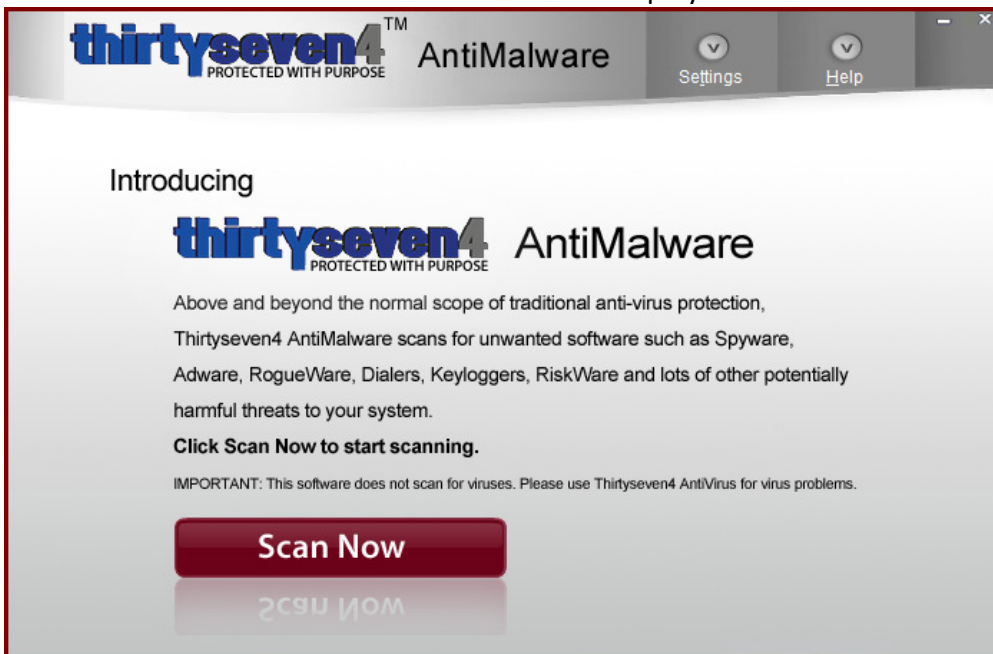 thirtyseven4™ AntiMalware
PROTECTED WITH PURPOSE
Settings
Help
Introducing
thirtyseven4 AntiMalware
PROTECTED WITH PURPOSE
Above and beyond the normal scope of traditional anti-virus protection,
Thirtyseven4 AntiMalware scans for unwanted software such as Spyware,
Adware, RogueWare, Dialers, Keyloggers, RiskWare and lots of other potentially
harmful threats to your system.
Click Scan Now to start scanning.
IMPORTANT: This software does not scan for viruses. Please use Thirtyseven4 AntiVirus for virus problems.
Scan Now
Scan Now